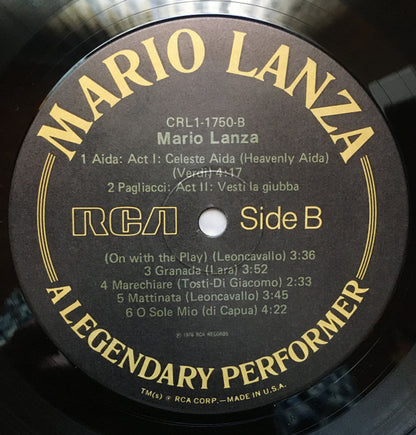 MARIO LANZA
CRL1-1750-B
Mario Lanza
1 Aida: Act I: Celeste Aida (Heavenly Aida)
(Verdi) 4:17
2 Pagliacci: Act II: Vesti la giubba
RCA Side B
(On with the Play) (Leoncavallo) 3:36
3 Granada (Lara) 3:52
4 Marechiare (Tosti-Di Giacomo) 2:33
5 Mattinata (Leoncavallo) 3:45
6 O Sole Mio (di Capua) 4:22
℗ 1976 RCA RECORDS
A LEGENDARY PERFORMER
TM(s) ® RCA CORP.—MADE IN U.S.A.